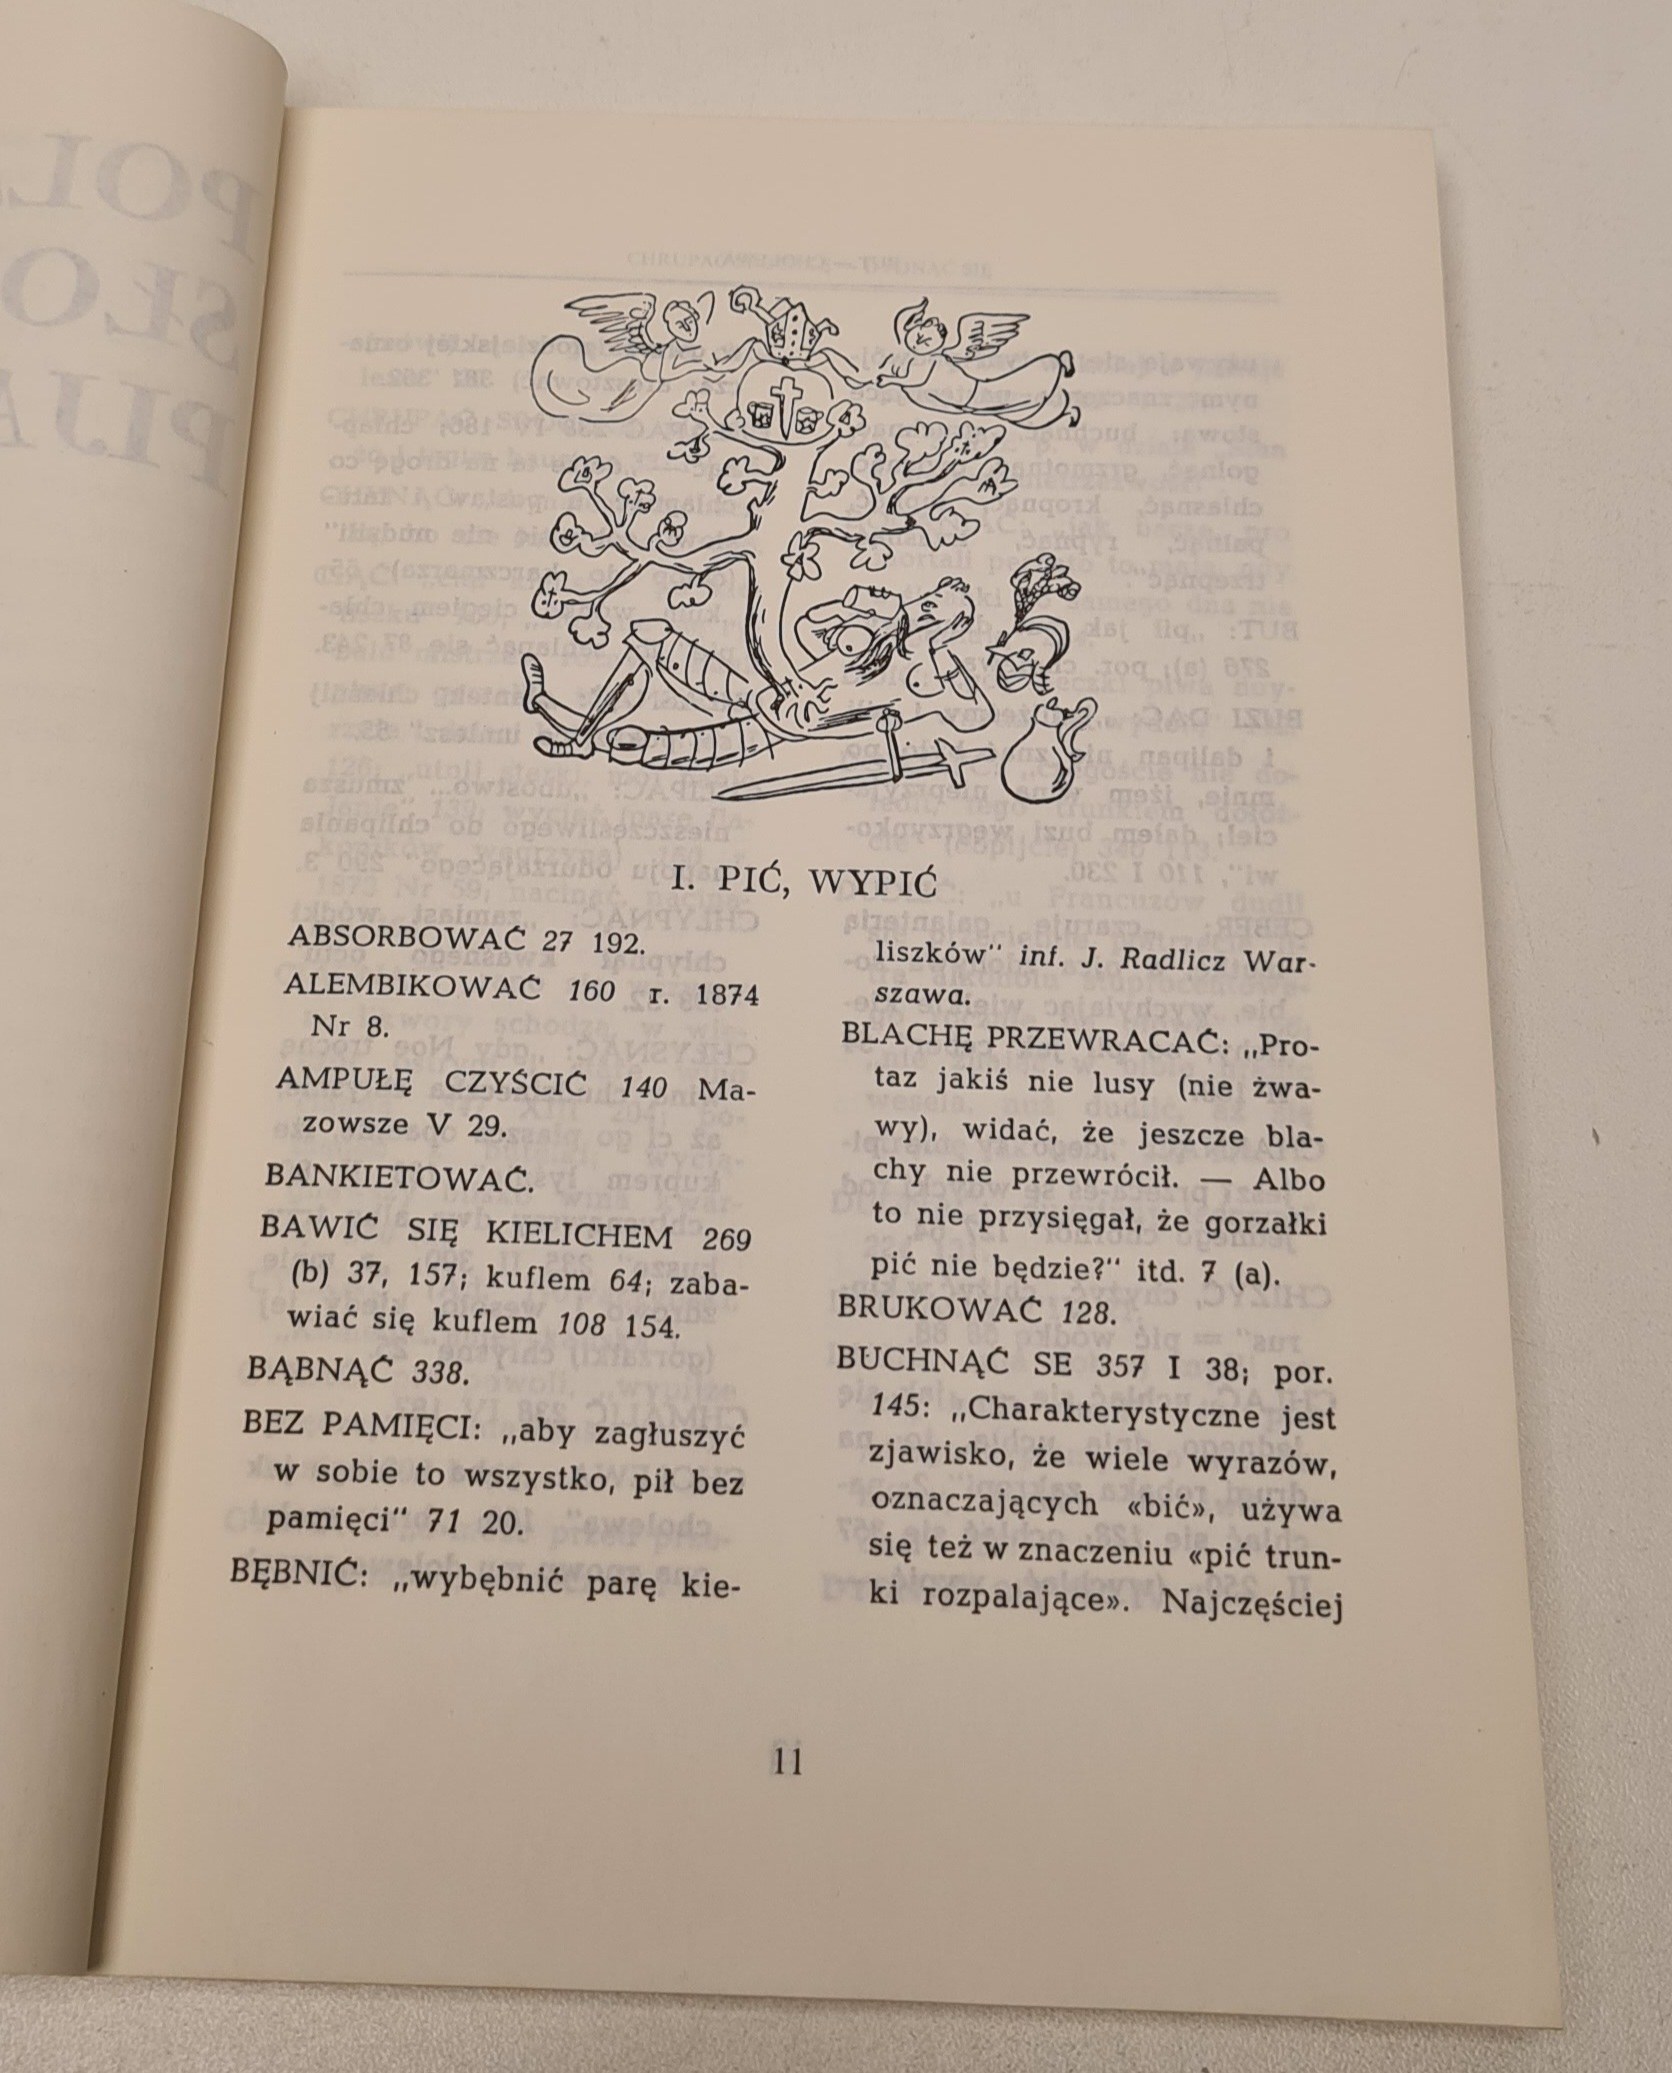 I. PIĆ, WYPIĆ
ABSORBOWAĆ 27 192.
ALEMBIKOWAĆ 160 r. 1874
Nr 8.
AMPUŁĘ CZYŚCIĆ 140 Ma-
zowsze V 29.
BANKIETOWAĆ.
BAWIĆ SIĘ KIELICHEM 269
(b) 37, 157; kuflem 64; zaba-
wiać się kuflem 108 154.
BĄBNĄĆ 338.
BEZ PAMIĘCI: „aby zagłuszyć
w sobie to wszystko, pił bez
pamięci" 71 20.
BĘBNIĆ: „wybębnić parę kie-
liszków" inf. J. Radlicz War-
szawa.
BLACHĘ PRZEWRACAĆ: „Pro-
taz jakiś nie lusy (nie żwa-
wy), widać, że jeszcze bla-
chy nie przewrócił. — Albo
to nie przysięgał, że gorzałki
pić nie będzie?" itd. 7 (a).
BRUKOWAĆ 128.
BUCHNĄĆ SE 357 I 38; por.
145: „Charakterystyczne jest
zjawisko, że wiele wyrazów,
oznaczających «bić», używa
się też w znaczeniu «pić trun-
ki rozpalające». Najczęściej
11